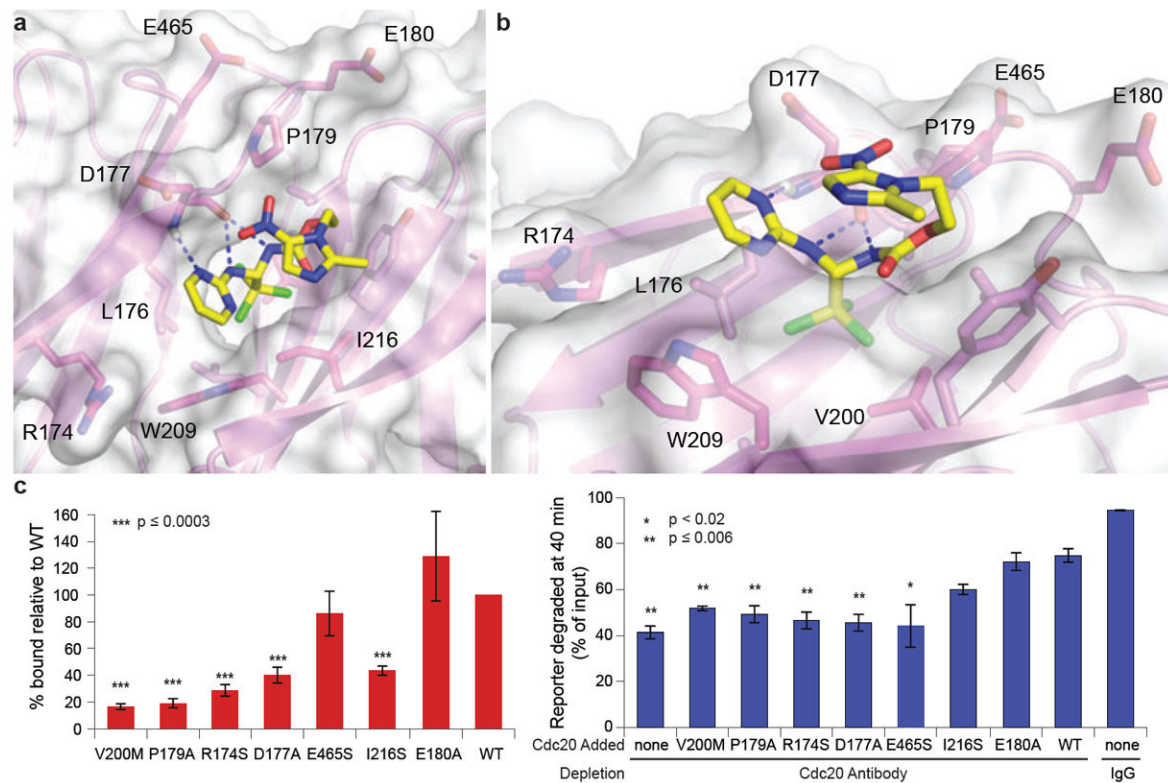 a
E465
E180
P179
D177
L176
I216
R174
W209
b
D177
E465
E180
P179
R174
L176
V200
W209
c
% bound relative to WT
160
140
120
100
80
60
40
20
0
*** p ≤ 0.0003
*** *** *** *** ***
V200M P179A R174S D177A E465S I216S E180A WT
Reporter degraded at 40 min
(% of input)
100
80
60
40
20
0
* p < 0.02
** p ≤ 0.006
** ** ** ** ** *
Cdc20 Added none V200M P179A R174S D177A E465S I216S E180A WT none
Depletion Cdc20 Antibody IgG